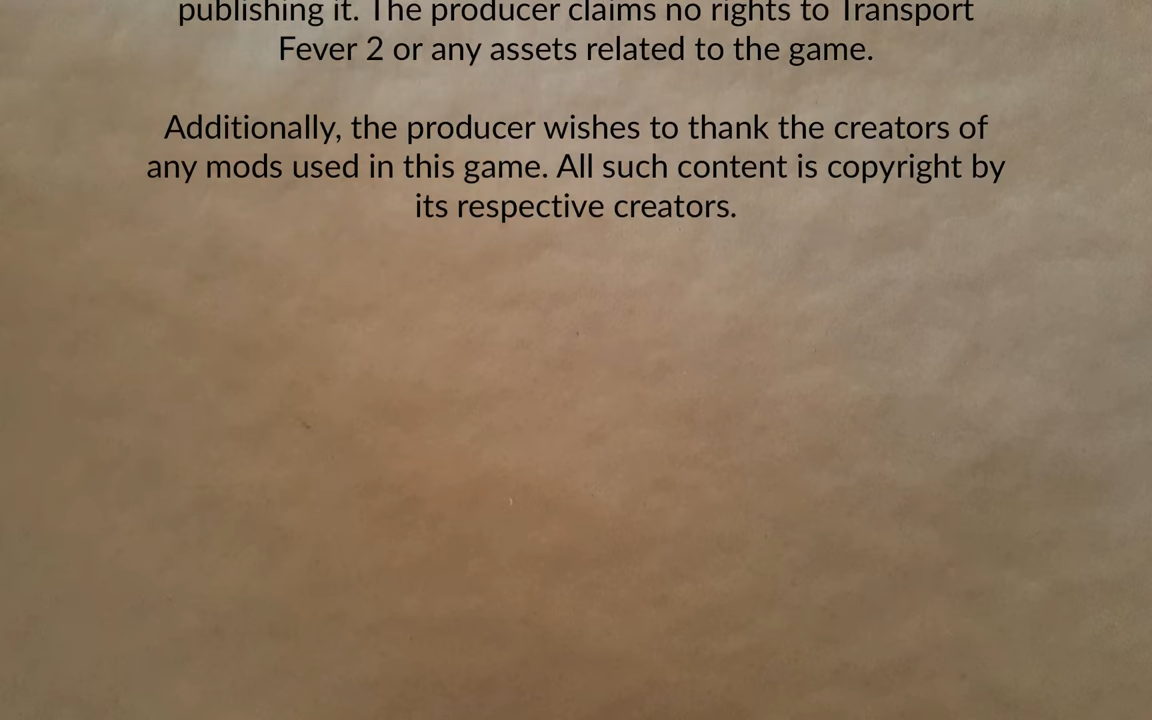 publishing it. The producer claims no rights to Transport
Fever 2 or any assets related to the game.
Additionally, the producer wishes to thank the creators of
any mods used in this game. All such content is copyright by
its respective creators.